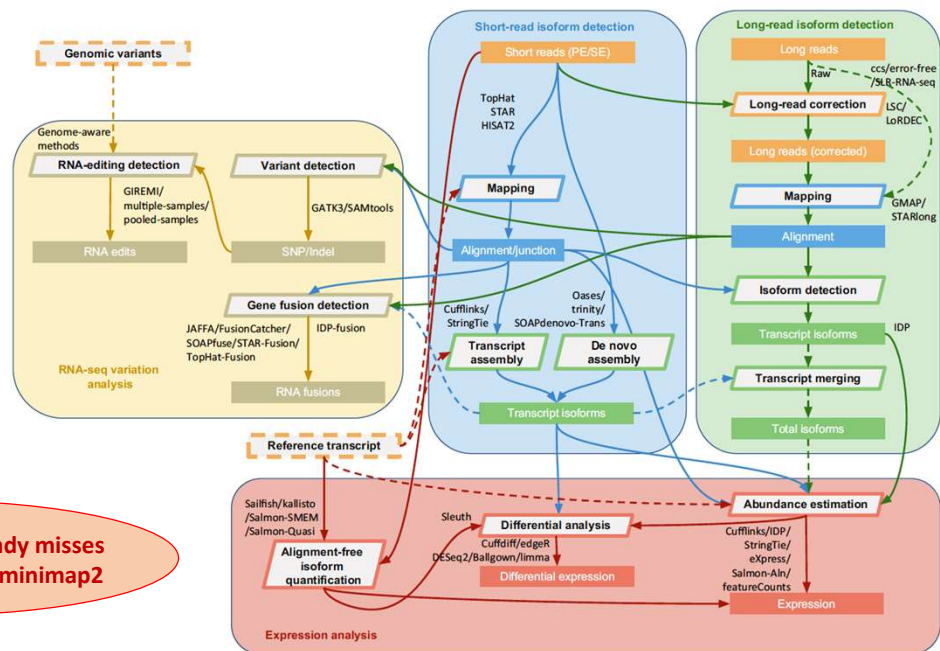 Genomic variants
Genome-aware
methods
RNA-editing detection
GIREMI/
multiple-samples/
pooled-samples
RNA edits
Variant detection
GATK3/SAMtools
SNP/Indel
Gene fusion detection
JAFFA/FusionCatcher/
SOAPfuse/STAR-Fusion/
TopHat-Fusion
IDP-fusion
RNA fusions
RNA-seq variation
analysis
Short-read isoform detection
Short reads (PE/SE)
TopHat
STAR
HISAT2
Mapping
Alignment/junction
Cufflinks/
StringTie
Oases/
trinity/
SOAPdenovo-Trans
Transcript
assembly
De novo
assembly
Transcript isoforms
Long-read isoform detection
Long reads
Raw
ccs/error-free
/SLR-RNA-seq
Long-read correction
LSC/
LoRDEC
Long reads (corrected)
Mapping
GMAP/
STARlong
Alignment
Isoform detection
Transcript isoforms
IDP
Transcript merging
Total isoforms
Reference transcript
Sailfish/kallisto
/Salmon-SMEM
/Salmon-Quasi
Alignment-free
isoform
quantification
Sleuth
Differential analysis
Cuffdiff/edgeR
DESeq2/Ballgown/limma
Differential expression
Abundance estimation
Cufflinks/IDP/
StringTie/
eXpress/
Salmon-Aln/
featureCounts
Expression
Expression analysis
misses
minimap2